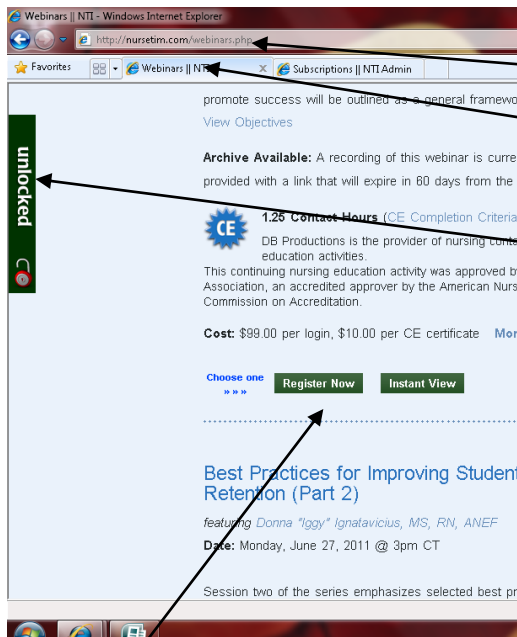 Webinars || NTI - Windows Internet Explorer
http://nursetim.com/webinars.php
Favorites
Webinars || NTI
x
Subscriptions || NTI Admin
promote success will be outlined as a general framewo
View Objectives
unlocked
Archive Available: A recording of this webinar is curre
provided with a link that will expire in 60 days from the
CE
1.25 Contact Hours (CE Completion Criteria
DB Productions is the provider of nursing conta
education activities.
This continuing nursing education activity was approved b
Association, an accredited approver by the American Nurs
Commission on Accreditation.
Cost: $99.00 per login, $10.00 per CE certificate Mor
Choose one
»»»
Register Now
Instant View
Best Practices for Improving Student
Retention (Part 2)
featuring Donna "Iggy" Ignatavicius, MS, RN, ANEF
Date: Monday, June 27, 2011 @ 3pm CT
Session two of the series emphasizes selected best pr